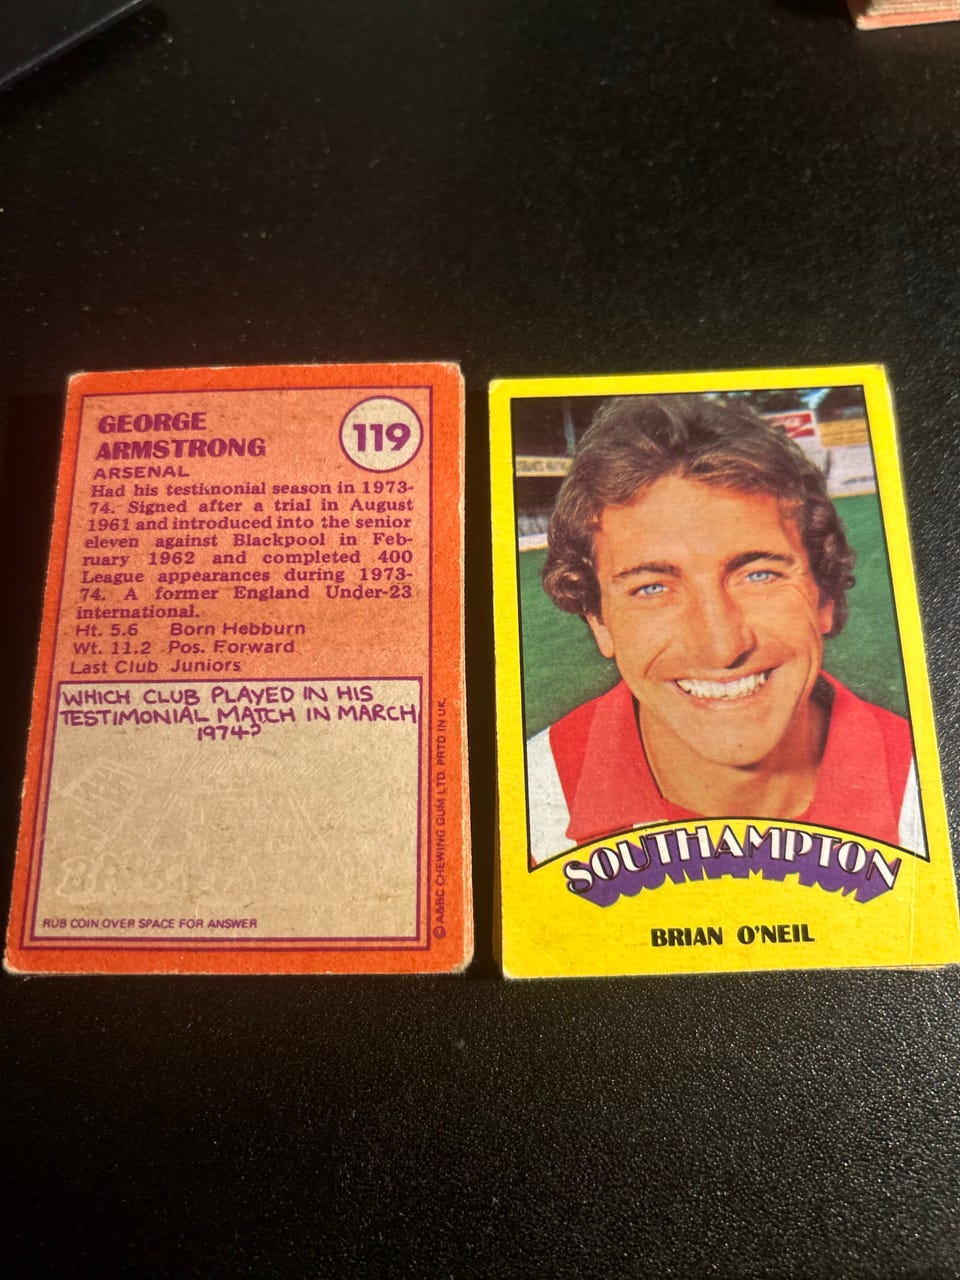 GEORGE
ARMSTRONG
119
ARSENAL
Had his testimonial season in 1973-
74. Signed after a trial in August
1961 and introduced into the senior
eleven against Blackpool in Feb-
ruary 1962 and completed 400
League appearances during 1973-
74. A former England Under-23
international.
Ht. 5.6 Born Hebburn
Wt. 11.2 Pos. Forward
Last Club Juniors
WHICH CLUB PLAYED IN HIS
TESTIMONIAL MATCH IN MARCH
1974?
RUB COIN OVER SPACE FOR ANSWER
© A&BC CHEWING GUM LTD. PRTD IN UK.
SOUTHAMPTON
BRIAN O'NEIL